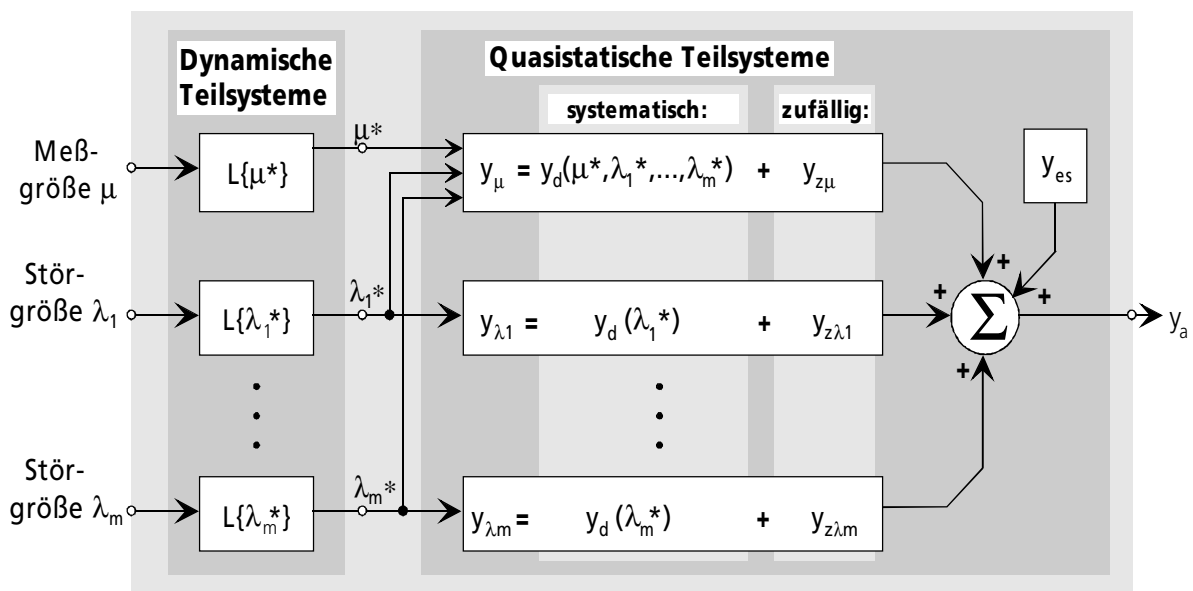 Dynamische
Teilsysteme
Quasistatische Teilsysteme
systematisch:
zufällig:
Meß-
größe μ
L{μ*}
μ*
y_μ = y_d(μ*,λ_1*,...,λ_m*) + y_zμ
y_es
Stör-
größe λ_1
L{λ_1*}
λ_1*
y_λ1 = y_d (λ_1*) + y_zλ1
+
+
+
+
Σ
y_a
Stör-
größe λ_m
L{λ_m*}
λ_m*
y_λm = y_d (λ_m*) + y_zλm